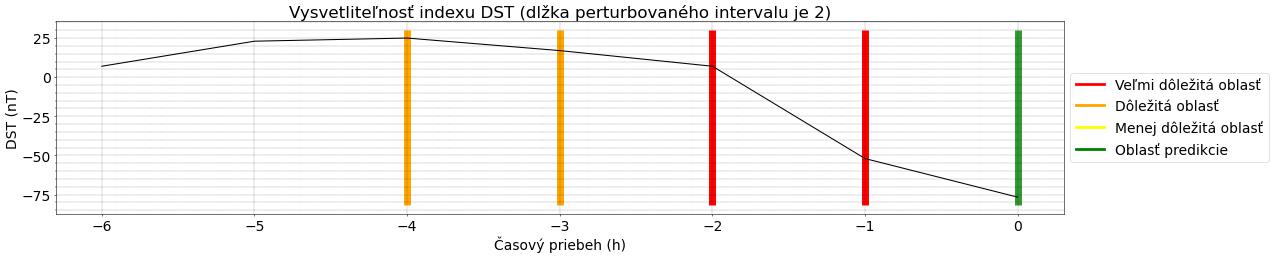 Vysvetliteľnosť indexu DST (dĺžka perturbovaného intervalu je 2)
DST (nT)
25
0
−25
−50
−75
−6
−5
−4
−3
−2
−1
0
Časový priebeh (h)
Veľmi dôležitá oblasť
Dôležitá oblasť
Menej dôležitá oblasť
Oblasť predikcie